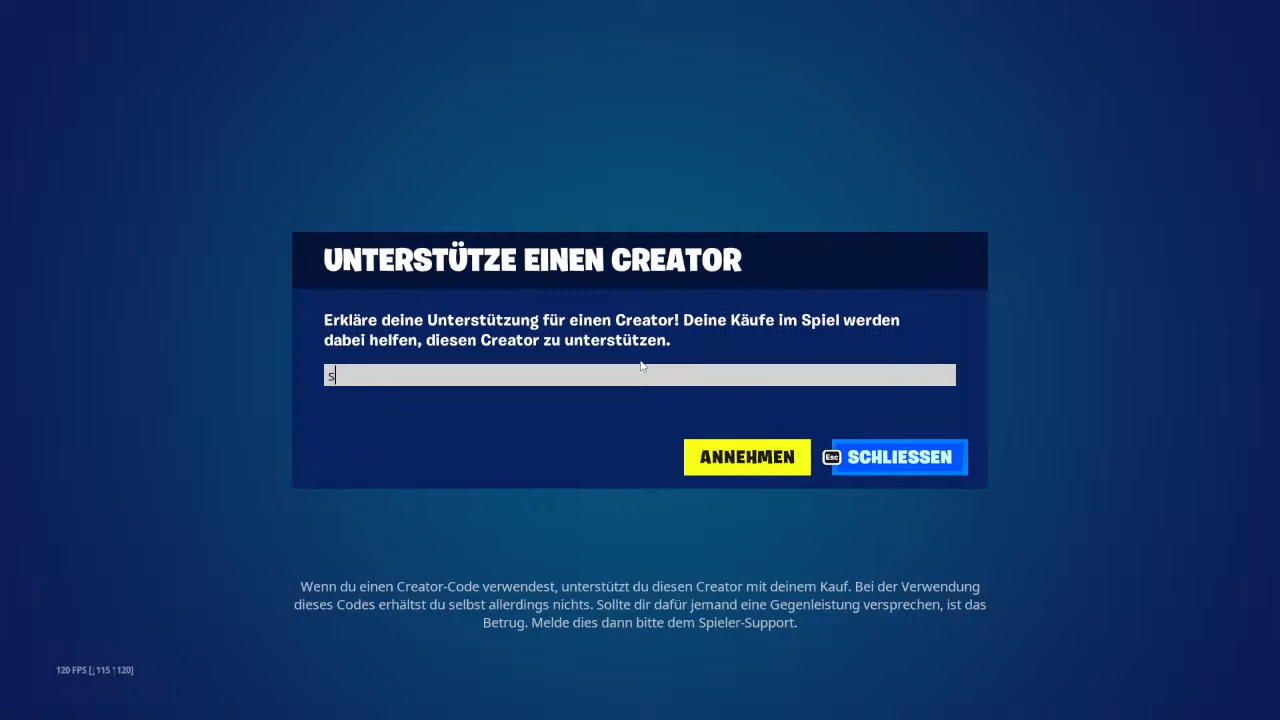 UNTERSTÜTZE EINEN CREATOR
Erkläre deine Unterstützung für einen Creator! Deine Käufe im Spiel werden
dabei helfen, diesen Creator zu unterstützen.
s
ANNEHMEN
Esc SCHLIESSEN
Wenn du einen Creator-Code verwendest, unterstützt du diesen Creator mit deinem Kauf. Bei der Verwendung
dieses Codes erhältst du selbst allerdings nichts. Sollte dir dafür jemand eine Gegenleistung versprechen, ist das
Betrug. Melde dies dann bitte dem Spieler-Support.
120 FPS [↓115 ↑120]